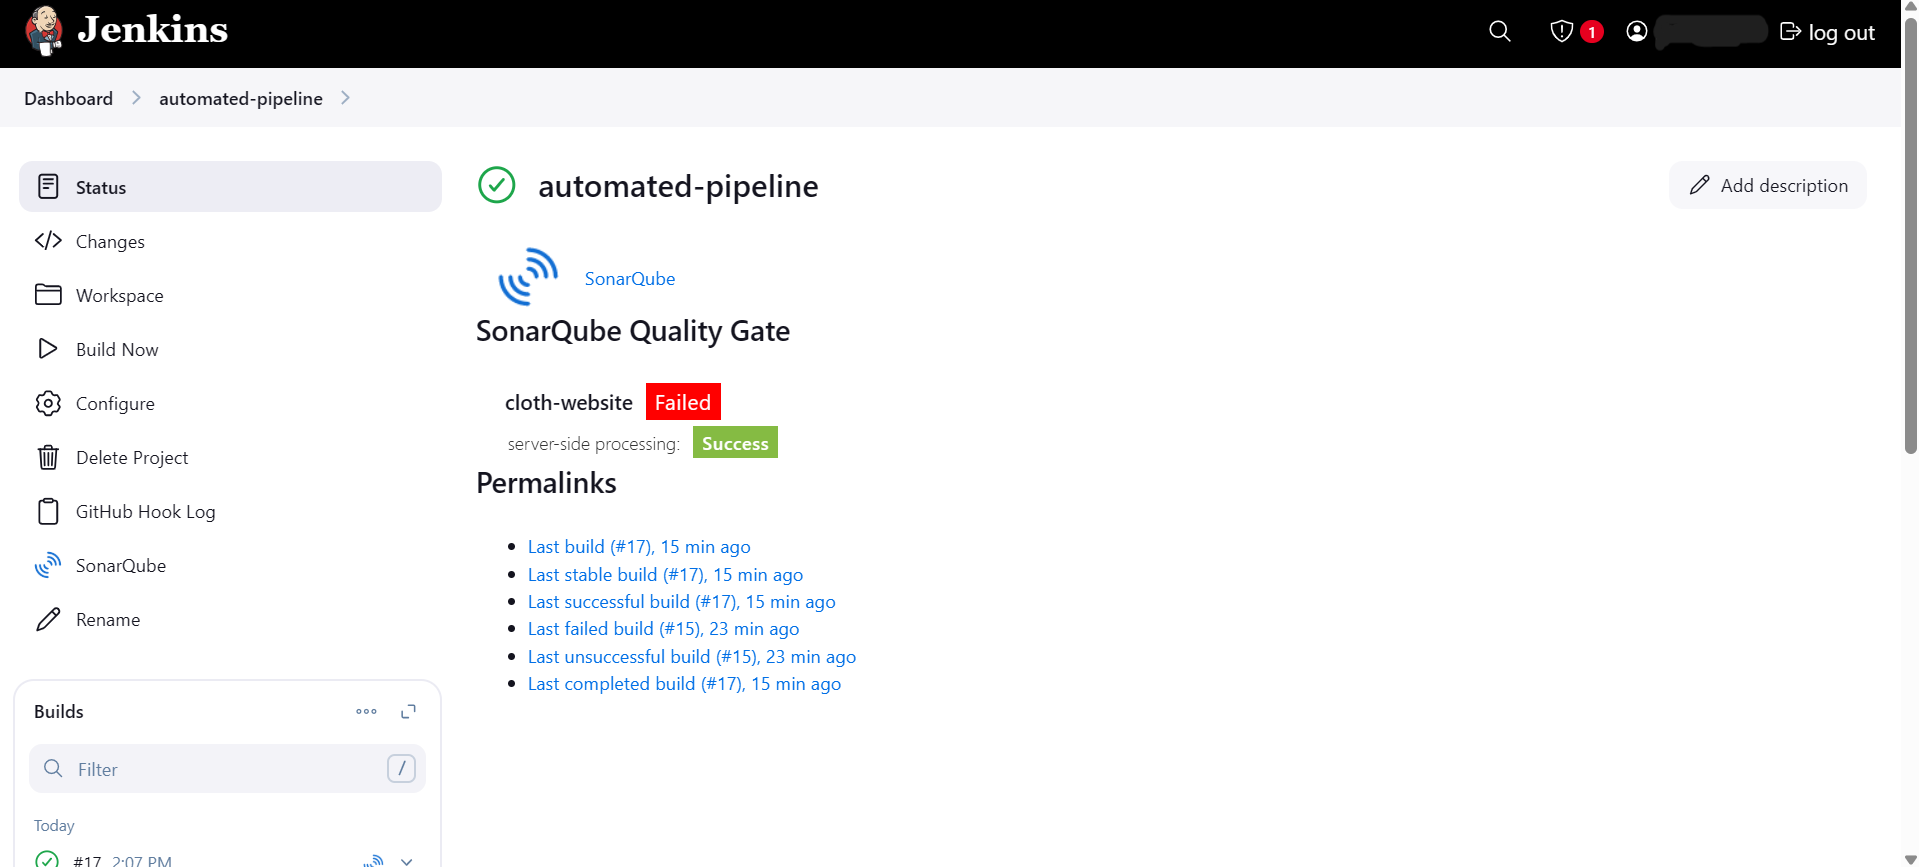 Jenkins
1
log out
Dashboard
automated-pipeline
Status
Changes
Workspace
Build Now
Configure
Delete Project
GitHub Hook Log
SonarQube
Rename
Builds
Filter
/
Today
#17 2:07 PM
automated-pipeline
Add description
SonarQube
SonarQube Quality Gate
cloth-website Failed
server-side processing: Success
Permalinks
Last build (#17), 15 min ago
Last stable build (#17), 15 min ago
Last successful build (#17), 15 min ago
Last failed build (#15), 23 min ago
Last unsuccessful build (#15), 23 min ago
Last completed build (#17), 15 min ago